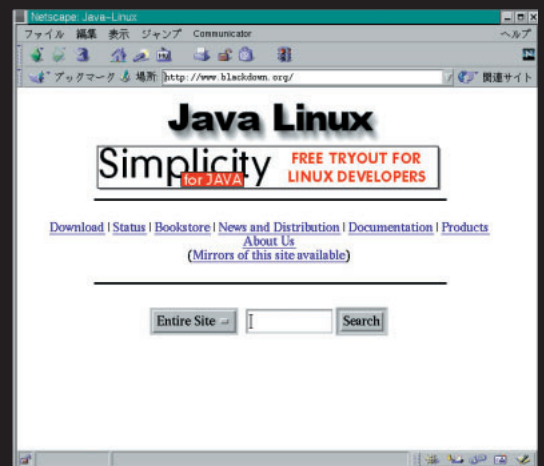 Netscape: Java-Linux
ファイル 編集 表示 ジャンプ Communicator ヘルプ
ブックマーク 場所: http://www.blackdown.org/ 関連サイト
Java Linux
Simplicity for JAVA FREE TRYOUT FOR LINUX DEVELOPERS
Download | Status | Bookstore | News and Distribution | Documentation | Products
About Us
(Mirrors of this site available)
Entire Site Search